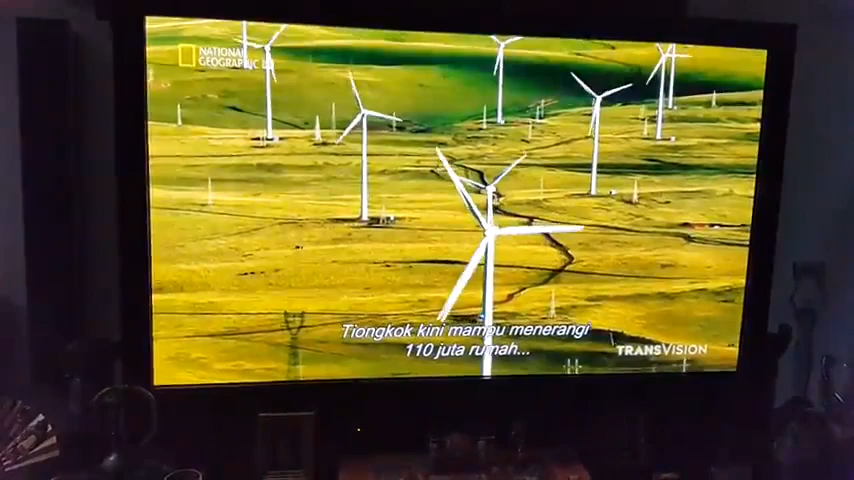 NATIONAL
GEOGRAPHIC
Tiongkok kini mampu menerangi
110 juta rumah...
TRANSVISION